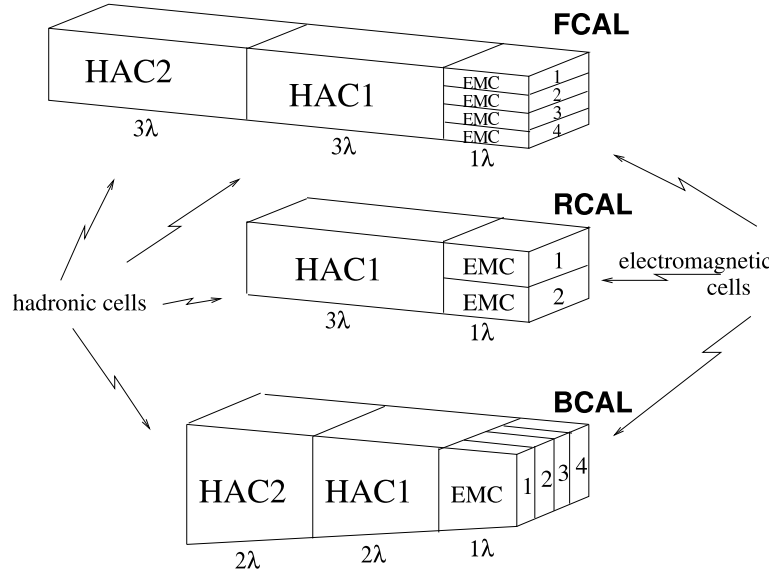 FCAL
HAC2
HAC1
EMC 1
EMC 2
EMC 3
EMC 4
3λ
3λ
1λ
RCAL
HAC1
EMC 1
EMC 2
3λ
1λ
hadronic cells
electromagnetic
cells
BCAL
HAC2
HAC1
EMC
1 2 3 4
2λ
2λ
1λ